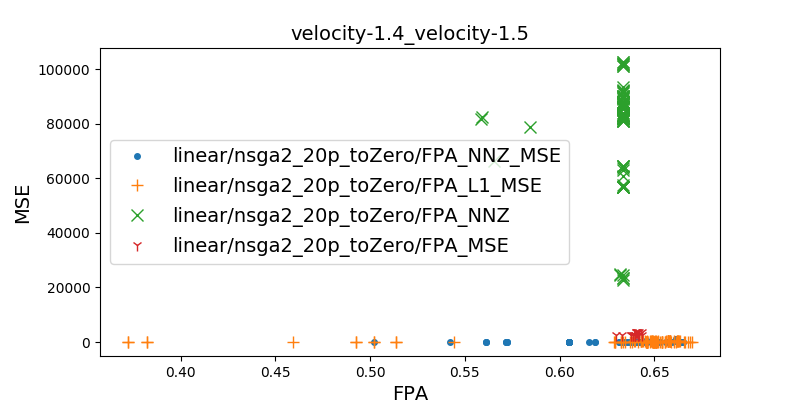 velocity-1.4_velocity-1.5
MSE
100000
80000
60000
40000
20000
0
linear/nsga2_20p_toZero/FPA_NNZ_MSE
linear/nsga2_20p_toZero/FPA_L1_MSE
linear/nsga2_20p_toZero/FPA_NNZ
linear/nsga2_20p_toZero/FPA_MSE
0.40 0.45 0.50 0.55 0.60 0.65
FPA